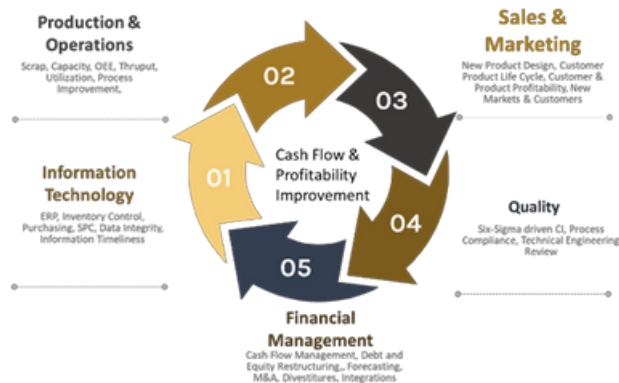 Production &
Operations
Scrap, Capacity, OEE, Thruput,
Utilization, Process
Improvement,
Sales &
Marketing
New Product Design, Customer
Product Life Cycle, Customer &
Product Profitability, New
Markets & Customers
02
03
Information
Technology
ERP, Inventory Control,
Purchasing, SPC, Data Integrity,
Information Timeliness
01
Cash Flow &
Profitability
Improvement
04
Quality
Six-Sigma driven CI, Process
Compliance, Technical Engineering
Review
05
Financial
Management
Cash Flow Management, Debt and
Equity Restructuring,, Forecasting,
M&A, Divestitures, Integrations